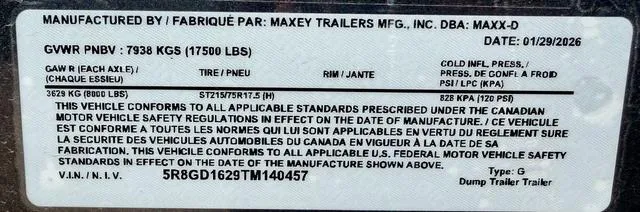 MANUFACTURED BY / FABRIQUÉ PAR: MAXEY TRAILERS MFG., INC. DBA: MAXX-D
DATE: 01/29/2026
GVWR PNBV : 7938 KGS (17500 LBS)
GAWR (EACH AXLE) / (CHAQUE ESSIEU) TIRE / PNEU RIM / JANTE COLD INFL. PRESS. / PRESS. DE GONFL A FROID PSI / LPC (KPA)
3629 KG (8000 LBS) ST215/75R17.5 (H) 828 KPA (120 PSI)
THIS VEHICLE CONFORMS TO ALL APPLICABLE STANDARDS PRESCRIBED UNDER THE CANADIAN
MOTOR VEHICLE SAFETY REGULATIONS IN EFFECT ON THE DATE OF MANUFACTURE. / CE VEHICULE
EST CONFORME A TOUTES LES NORMES QUI LUI SONT APPLICABLES EN VERTU DU REGLEMENT SURE
LA SECURITE DES VEHICULES AUTOMOBILES DU CANADA EN VIGUEUR À LA DATE DE SA
FABRICATION. THIS VEHICILE CONFORMS TO ALL APPLICABLE U.S. FEDERAL MOTOR VEHICLE SAFETY
STANDARDS IN EFFECT ON THE DATE OF THE MANUFACTURE SHOWN ABOVE.
V.I.N. / N.I.V. 5R8GD1629TM140457 Type: G
Dump Trailer Trailer